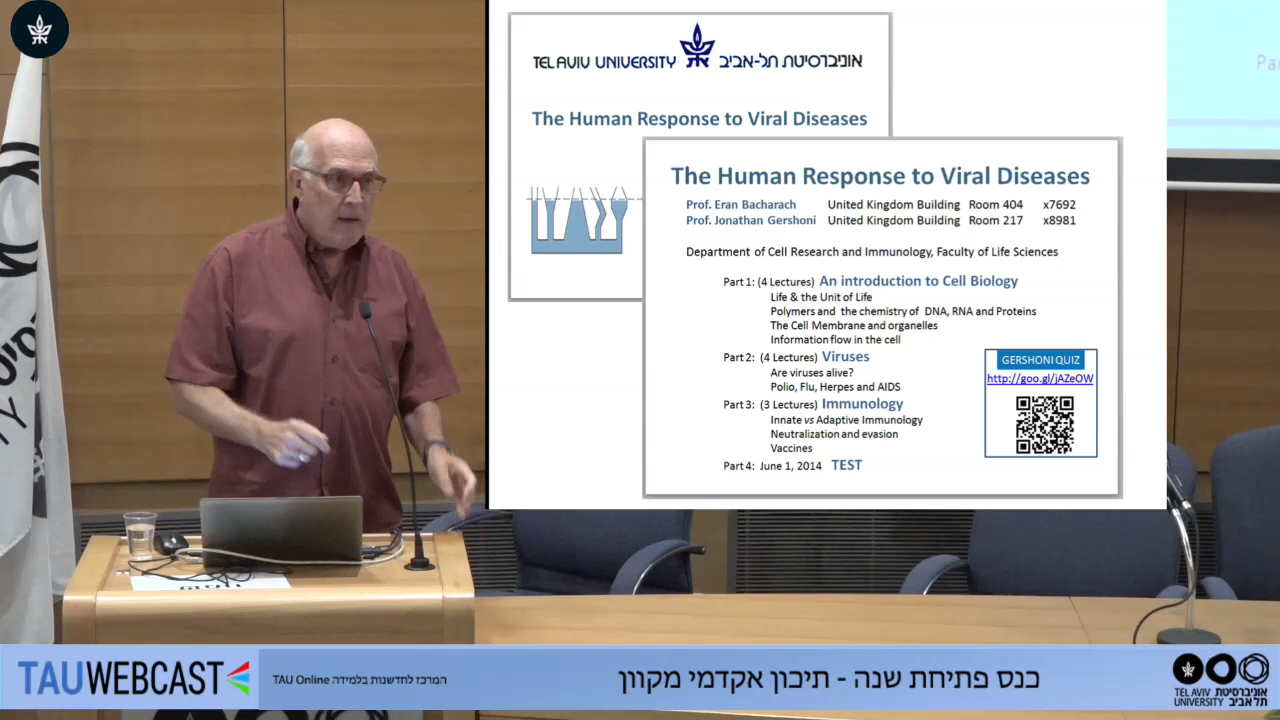 TEL AVIV UNIVERSITY אוניברסיטת תל-אביב
The Human Response to Viral Diseases
The Human Response to Viral Diseases
Prof. Eran Bacharach United Kingdom Building Room 404 x7692
Prof. Jonathan Gershoni United Kingdom Building Room 217 x8981
Department of Cell Research and Immunology, Faculty of Life Sciences
Part 1: (4 Lectures) An introduction to Cell Biology
Life & the Unit of Life
Polymers and the chemistry of DNA, RNA and Proteins
The Cell Membrane and organelles
Information flow in the cell
Part 2: (4 Lectures) Viruses
Are viruses alive?
Polio, Flu, Herpes and AIDS
Part 3: (3 Lectures) Immunology
Innate vs Adaptive Immunology
Neutralization and evasion
Vaccines
Part 4: June 1, 2014 TEST
GERSHONI QUIZ
http://goo.gl/jAZeOW
TAUWEBCAST
המרכז לחדשנות בלמידה TAU Online
כנס פתיחת שנה - תיכון אקדמי מקוון
TEL AVIV אוניברסיטת
UNIVERSITY תל אביב